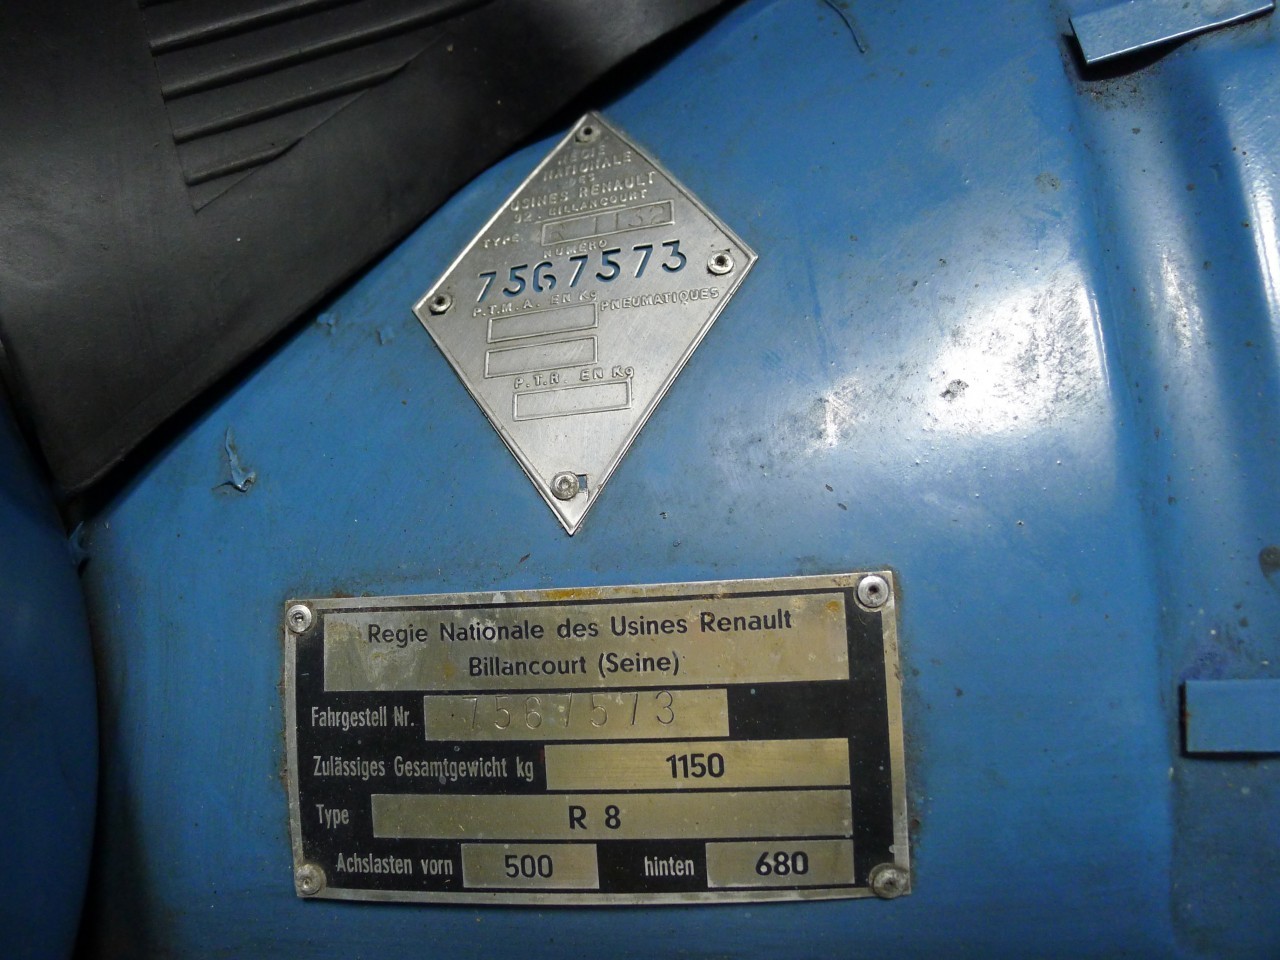 REGIE
NATIONALE
DES
USINES RENAULT
92. BILLANCOURT
TYPE R 1132
NUMERO
7567573
P.T.M.A. EN Kg PNEUMATIQUES
P.T.R. EN Kg
Regie Nationale des Usines Renault
Billancourt (Seine)
Fahrgestell Nr. 7567573
Zulässiges Gesamtgewicht kg 1150
Type R 8
Achslasten vorn 500 hinten 680